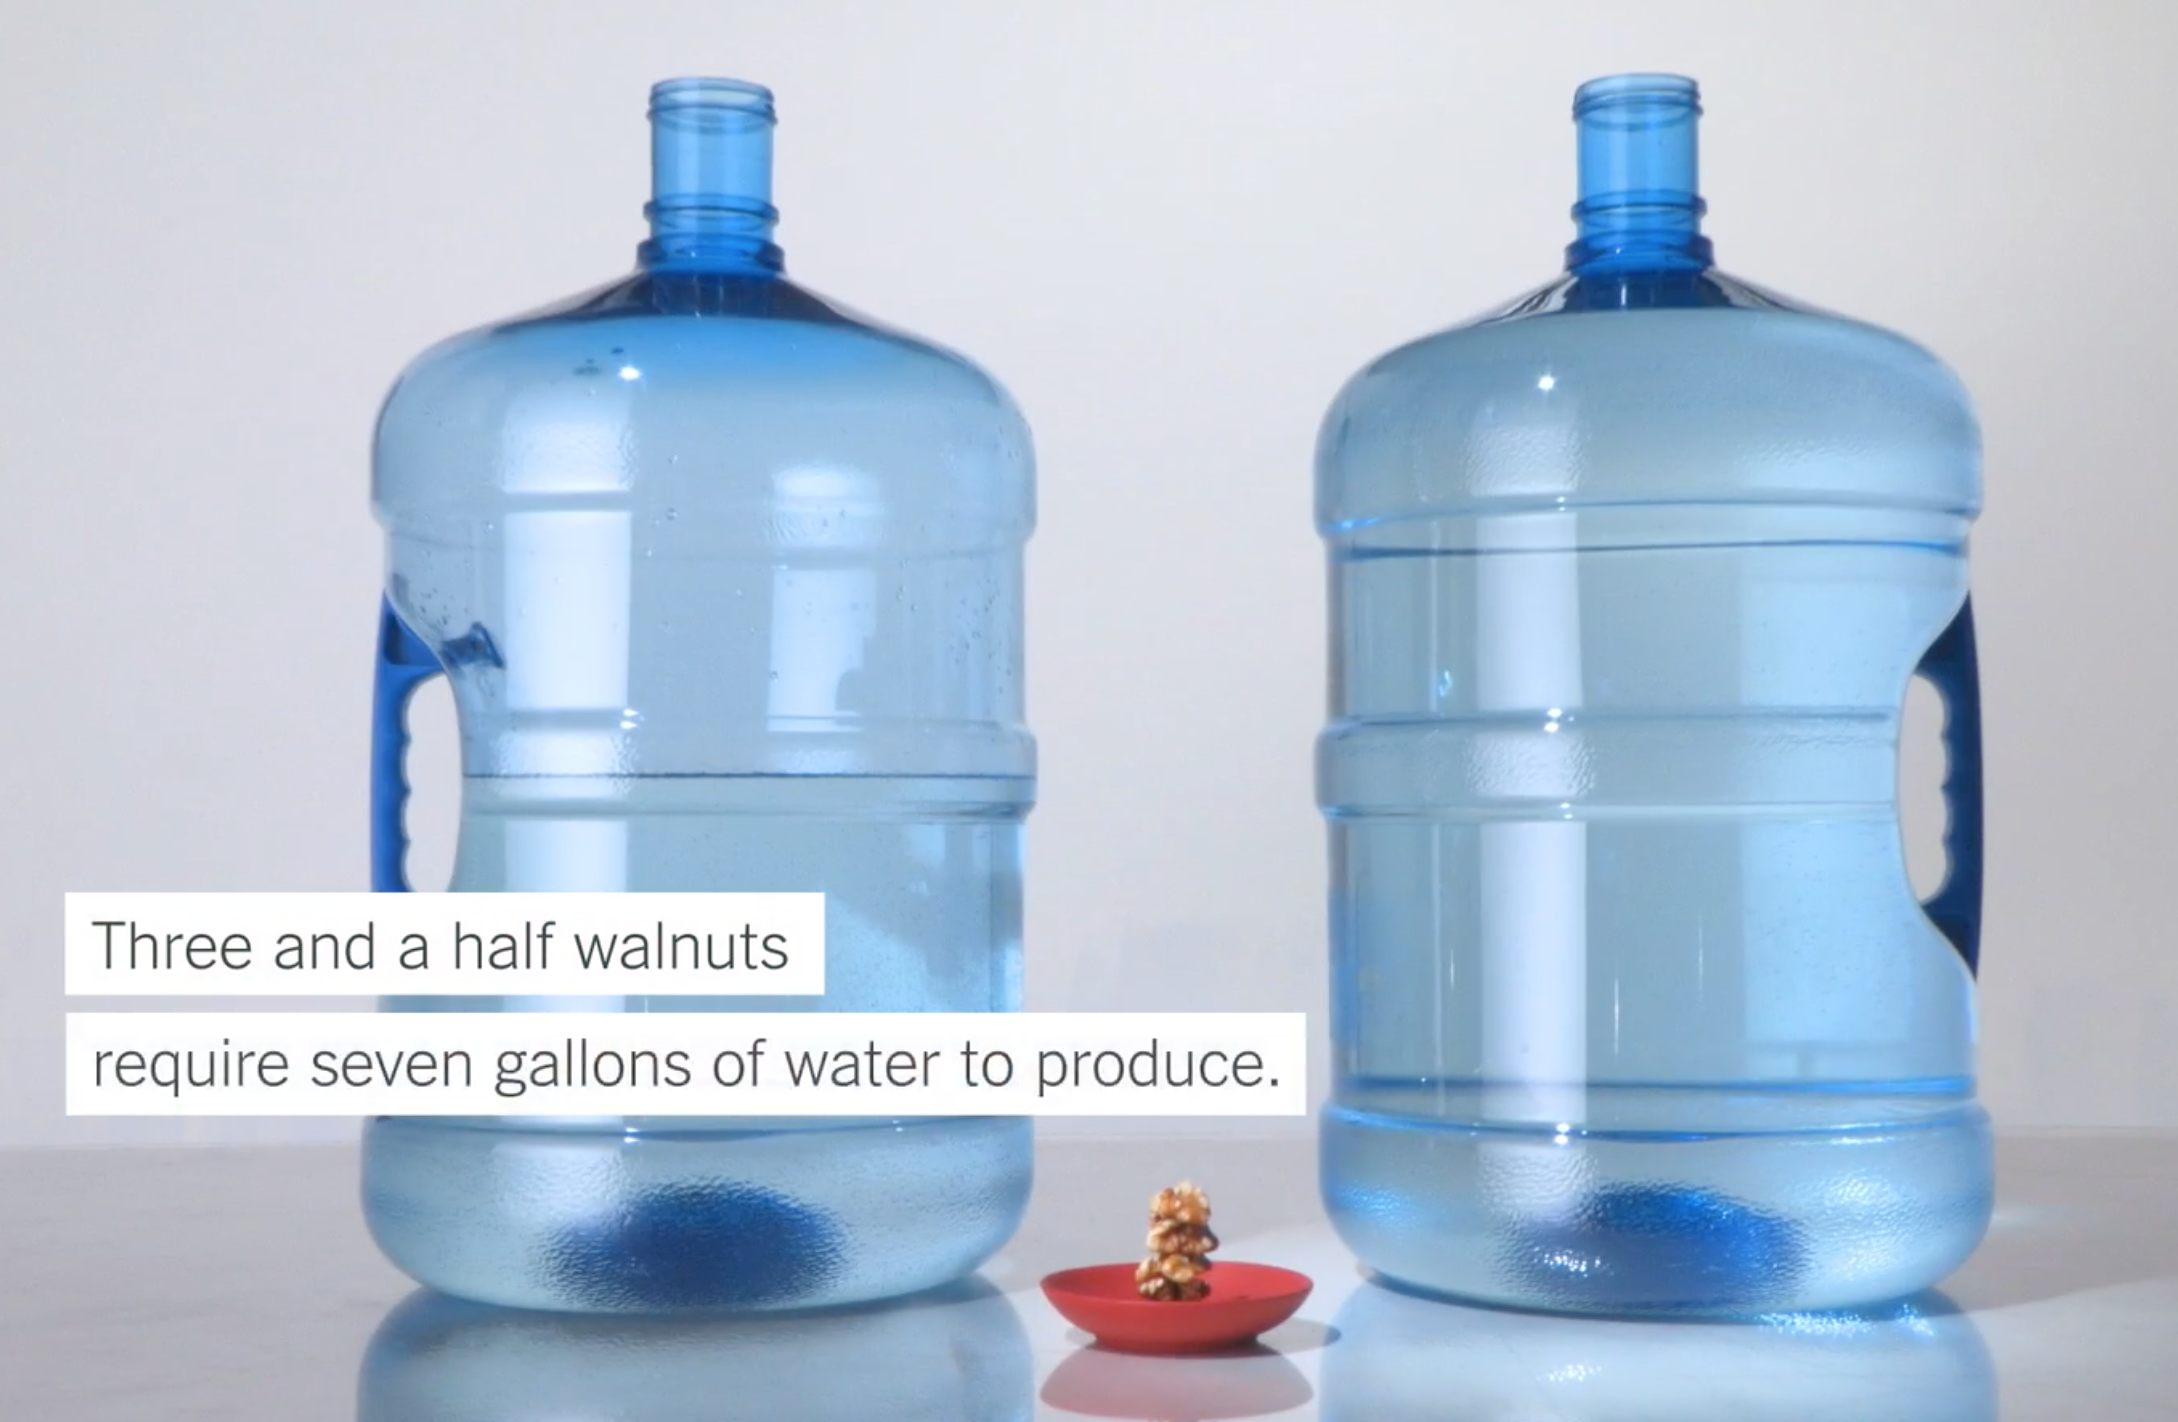 Three and a half walnuts
require seven gallons of water to produce.